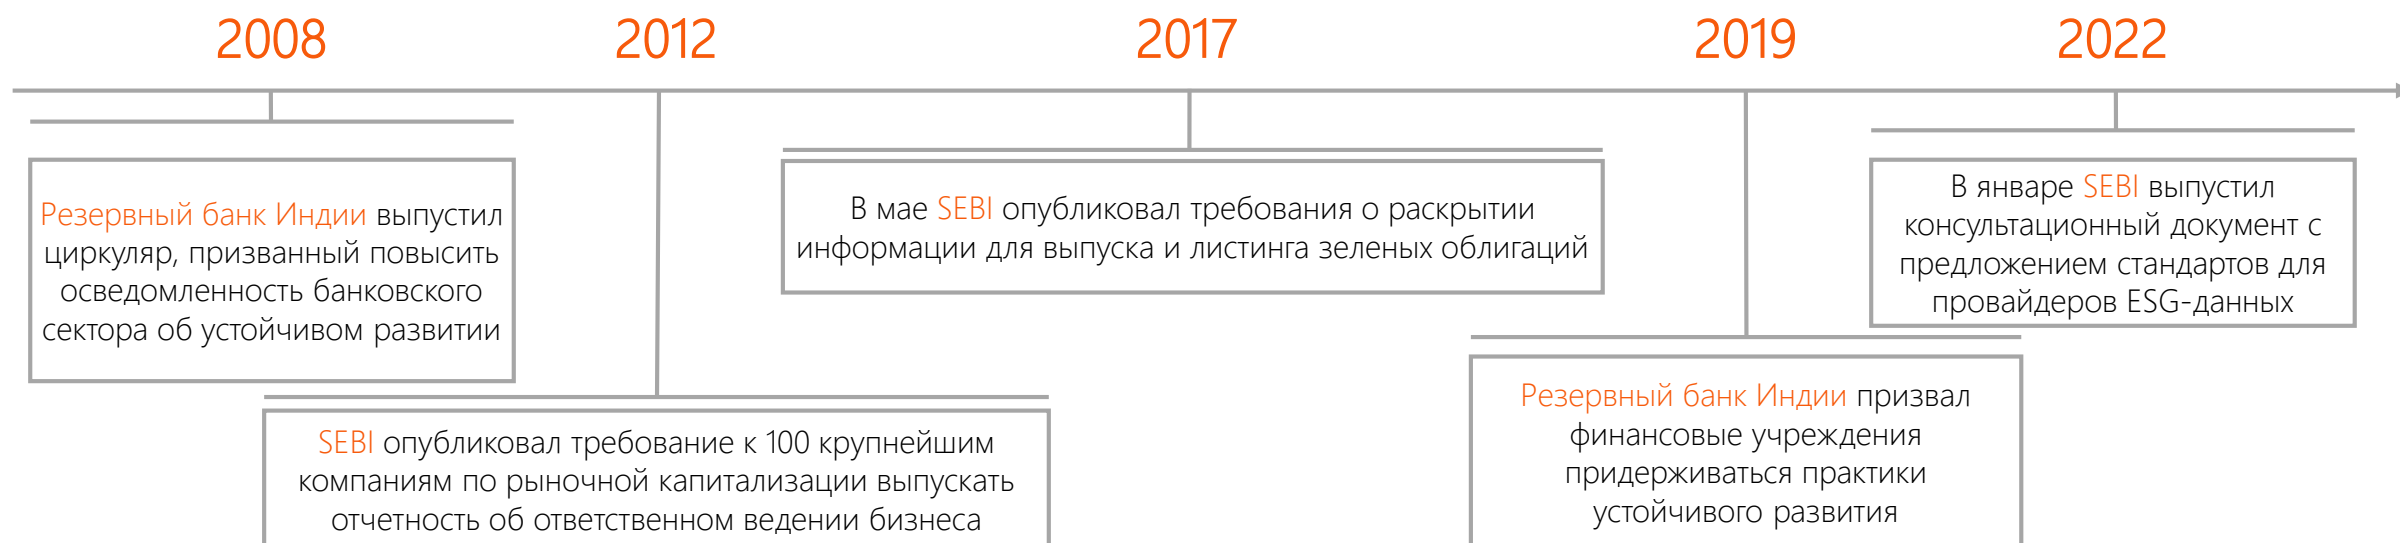 2008
2012
2017
2019
2022
Резервный банк Индии выпустил
циркуляр, призванный повысить
осведомленность банковского
сектора об устойчивом развитии
SEBI опубликовал требование к 100 крупнейшим
компаниям по рыночной капитализации выпускать
отчетность об ответственном ведении бизнеса
В мае SEBI опубликовал требования о раскрытии
информации для выпуска и листинга зеленых облигаций
Резервный банк Индии призвал
финансовые учреждения
придерживаться практики
устойчивого развития
В январе SEBI выпустил
консультационный документ с
предложением стандартов для
провайдеров ESG-данных